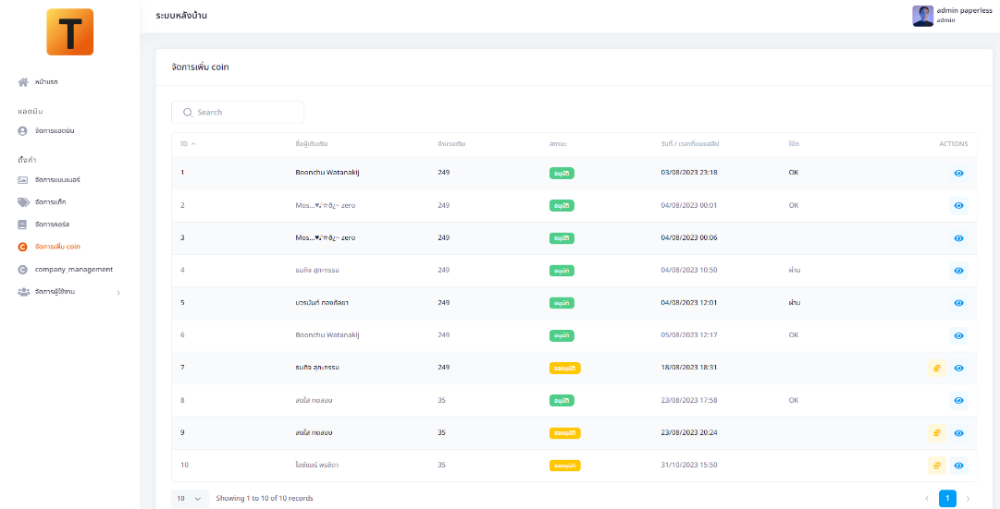 T
ระบบหลังบ้าน
admin paperless
admin
หน้าแรก
แอดมิน
จัดการแอดมิน
ตั้งค่า
จัดการแบนเนอร์
จัดการแท็ก
จัดการคอร์ส
จัดการเพิ่ม coin
company_management
จัดการผู้ใช้งาน
จัดการเพิ่ม coin
Search
ID ชื่อผู้เติมเงิน จำนวนเงิน สถานะ วันที่ / เวลาที่แนบสลิป โน้ต ACTIONS
1 Boonchu Watanakij 249 อนุมัติ 03/08/2023 23:18 OK
2 zero 249 อนุมัติ 04/08/2023 00:01 OK
3 zero 249 อนุมัติ 04/08/2023 00:06
4 ธนกิจ สุกะกรรม 249 อนุมัติ 04/08/2023 10:50 ผ่าน
5 249 อนุมัติ 04/08/2023 12:01 ผ่าน
6 Boonchu Watanakij 249 อนุมัติ 05/08/2023 12:17 OK
7 ธนกิจ สุกะกรรม 249 รออนุมัติ 18/08/2023 18:31
8 สดใส ทดสอบ 35 อนุมัติ 23/08/2023 17:58 OK
9 สดใส ทดสอบ 35 รออนุมัติ 23/08/2023 20:24
10 ไอซ์แบร์ พรชิตา 35 รออนุมัติ 31/10/2023 15:50
10 Showing 1 to 10 of 10 records 1